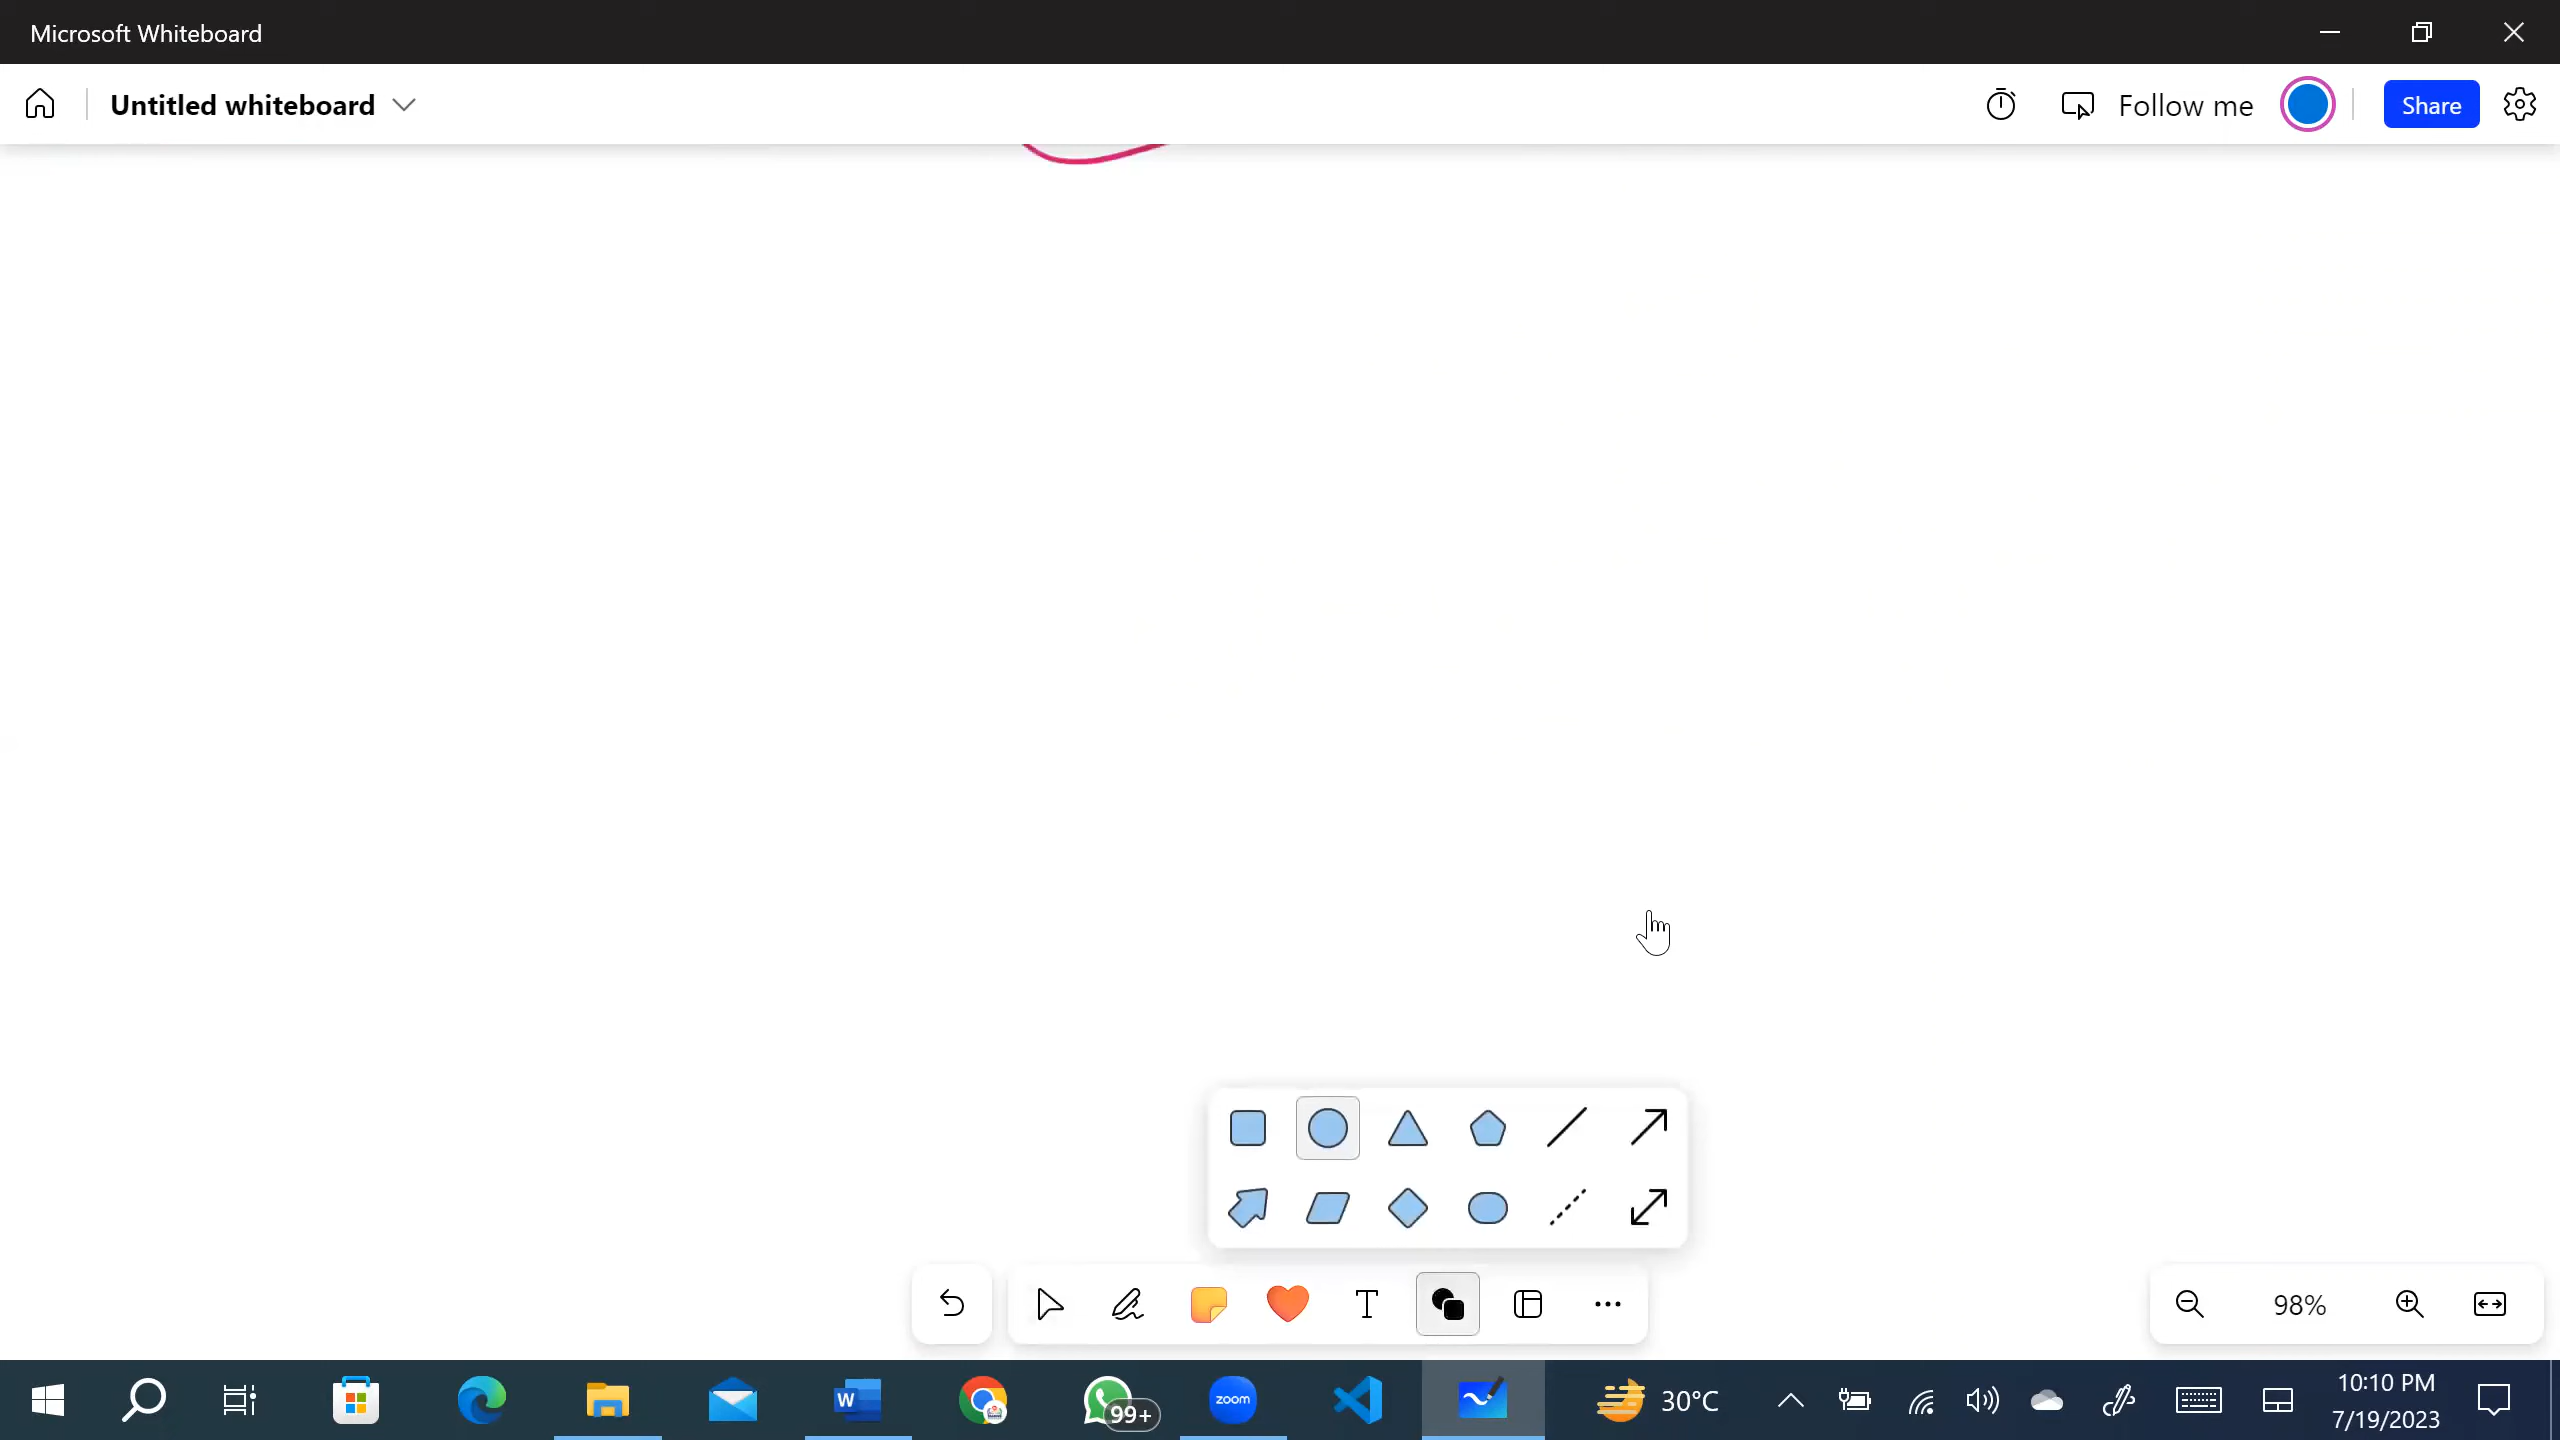 Microsoft Whiteboard
Untitled whiteboard
Follow me
Share
T
98%
W
99+
zoom
30°C
10:10 PM
7/19/2023